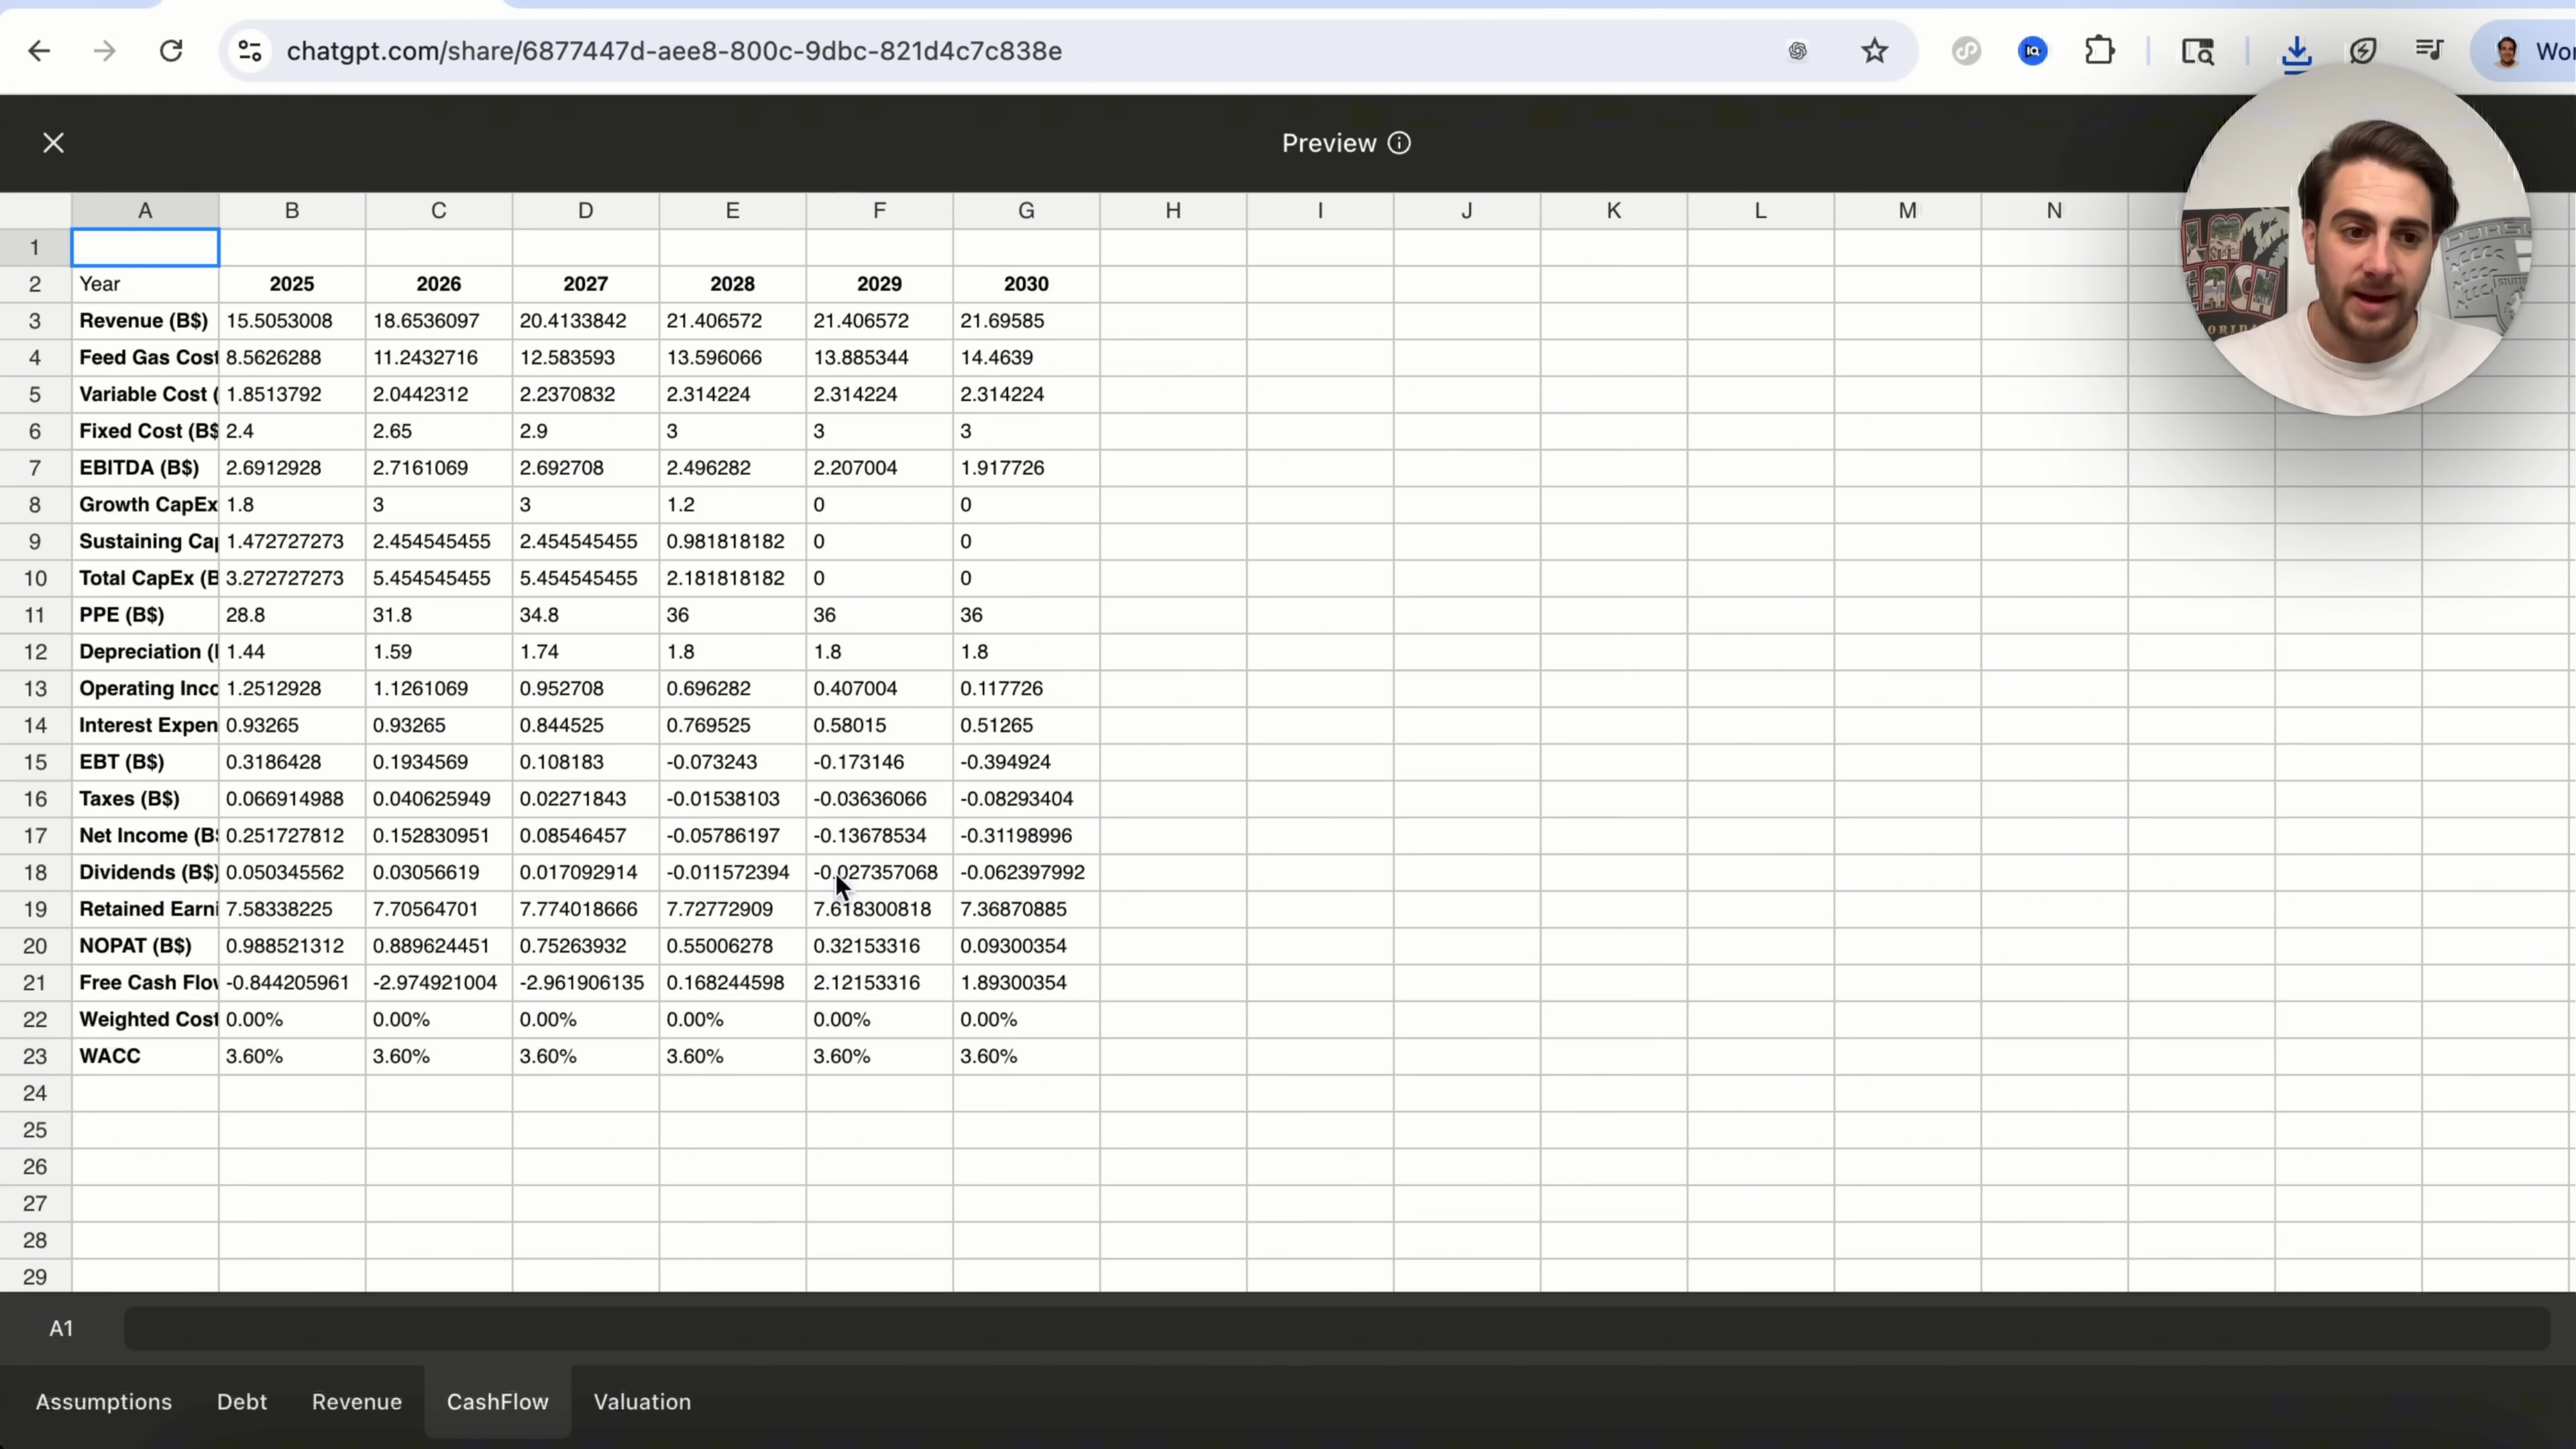 chatgpt.com/share/6877447d-aee8-800c-9dbc-821d4c7c838e
Wor
Preview
A B C D E F G H I J K L M N
1
2 Year 2025 2026 2027 2028 2029 2030
3 Revenue (B$) 15.5053008 18.6536097 20.4133842 21.406572 21.406572 21.69585
4 Feed Gas Cost 8.5626288 11.2432716 12.583593 13.596066 13.885344 14.4639
5 Variable Cost ( 1.8513792 2.0442312 2.2370832 2.314224 2.314224 2.314224
6 Fixed Cost (B$ 2.4 2.65 2.9 3 3 3
7 EBITDA (B$) 2.6912928 2.7161069 2.692708 2.496282 2.207004 1.917726
8 Growth CapEx 1.8 3 3 1.2 0 0
9 Sustaining Cap 1.472727273 2.454545455 2.454545455 0.981818182 0 0
10 Total CapEx (B 3.272727273 5.454545455 5.454545455 2.181818182 0 0
11 PPE (B$) 28.8 31.8 34.8 36 36 36
12 Depreciation ( 1.44 1.59 1.74 1.8 1.8 1.8
13 Operating Inco 1.2512928 1.1261069 0.952708 0.696282 0.407004 0.117726
14 Interest Expen 0.93265 0.93265 0.844525 0.769525 0.58015 0.51265
15 EBT (B$) 0.3186428 0.1934569 0.108183 -0.073243 -0.173146 -0.394924
16 Taxes (B$) 0.066914988 0.040625949 0.02271843 -0.01538103 -0.03636066 -0.08293404
17 Net Income (B$ 0.251727812 0.152830951 0.08546457 -0.05786197 -0.13678534 -0.31198996
18 Dividends (B$) 0.050345562 0.03056619 0.017092914 -0.011572394 -0.027357068 -0.062397992
19 Retained Earni 7.58338225 7.70564701 7.774018666 7.72772909 7.618300818 7.36870885
20 NOPAT (B$) 0.988521312 0.889624451 0.75263932 0.55006278 0.32153316 0.09300354
21 Free Cash Flow -0.844205961 -2.974921004 -2.961906135 0.168244598 2.12153316 1.89300354
22 Weighted Cost 0.00% 0.00% 0.00% 0.00% 0.00% 0.00%
23 WACC 3.60% 3.60% 3.60% 3.60% 3.60% 3.60%
24
25
26
27
28
29
A1
Assumptions Debt Revenue CashFlow Valuation